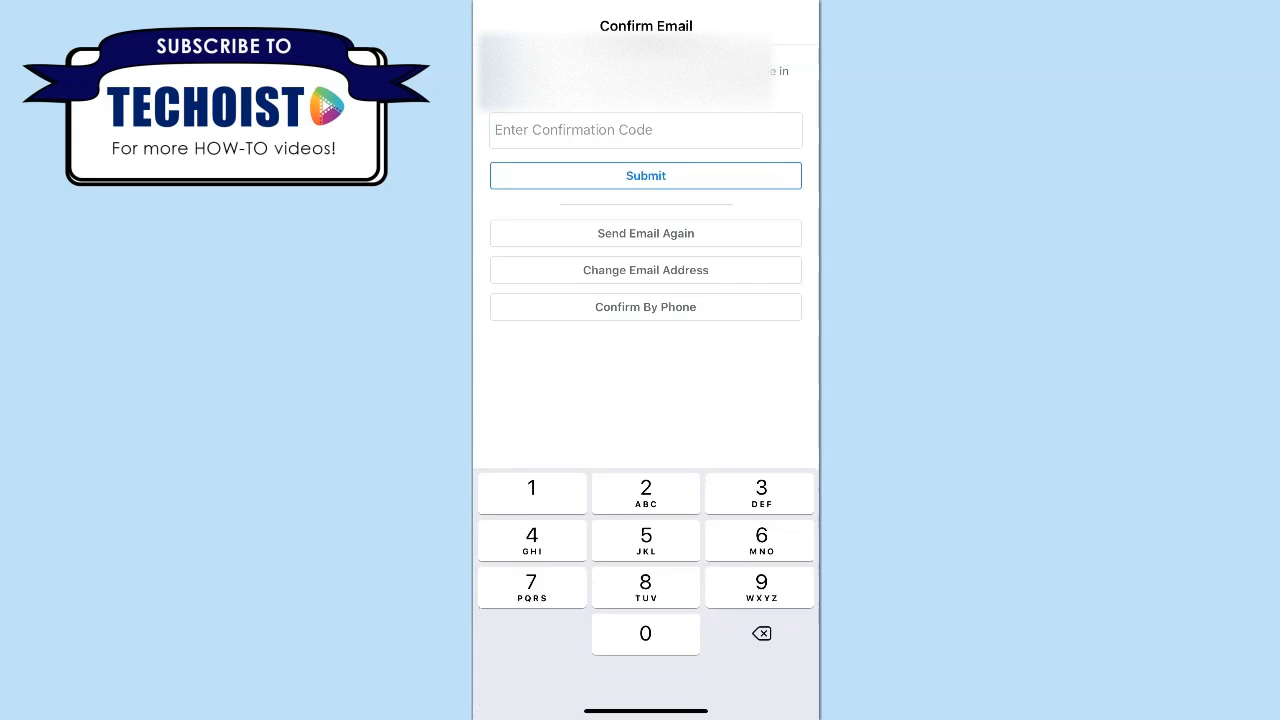 SUBSCRIBE TO
TECHOIST
For more HOW-TO videos!
Confirm Email
e in
Enter Confirmation Code
Submit
Send Email Again
Change Email Address
Confirm By Phone
1
2
ABC
3
DEF
4
GHI
5
JKL
6
MNO
7
PQRS
8
TUV
9
WXYZ
0